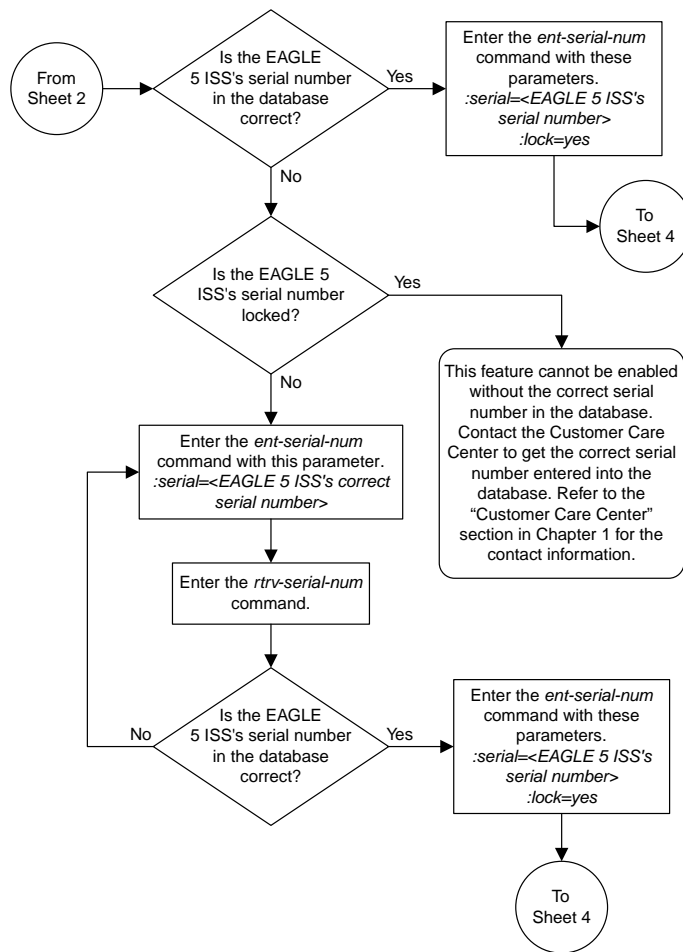 From
Sheet 2
Is the EAGLE
5 ISS's serial number
in the database
correct?
Yes
Enter the ent-serial-num
command with these
parameters.
:serial=<EAGLE 5 ISS's
serial number>
:lock=yes
No
To
Sheet 4
Is the EAGLE 5
ISS's serial number
locked?
Yes
No
This feature cannot be enabled
without the correct serial
number in the database.
Contact the Customer Care
Center to get the correct serial
number entered into the
database. Refer to the
“Customer Care Center”
section in Chapter 1 for the
contact information.
Enter the ent-serial-num
command with this parameter.
:serial=<EAGLE 5 ISS's correct
serial number>
Enter the rtrv-serial-num
command.
Is the EAGLE
5 ISS's serial number
in the database
correct?
No
Yes
Enter the ent-serial-num
command with these
parameters.
:serial=<EAGLE 5 ISS's
serial number>
:lock=yes
To
Sheet 4